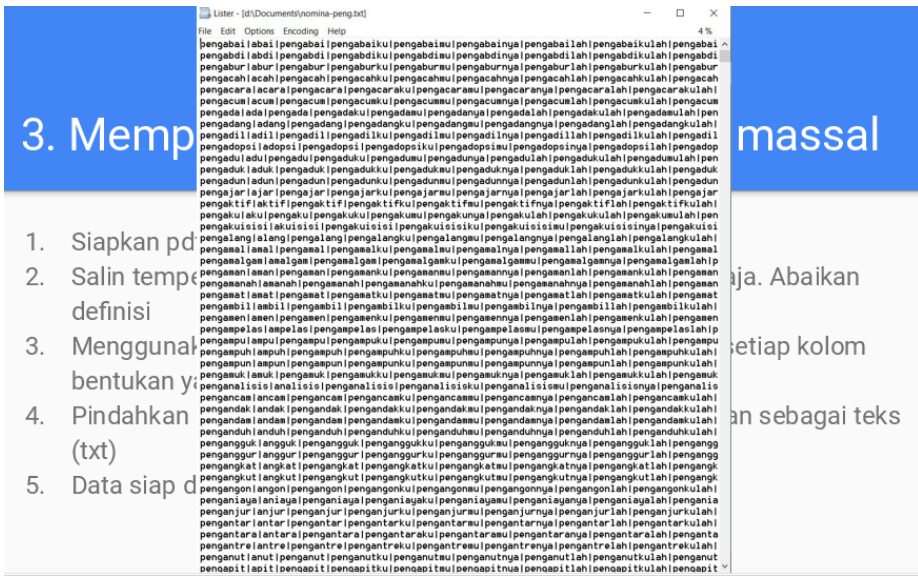 Lister - [d:\Documents\nomina-peng.txt]
File Edit Options Encoding Help 4 %
pengabai|abai|pengabai|pengabaiku|pengabaimu|pengabainya|pengabailah|pengabaikulah|pengabai
pengabdi|abdi|pengabdi|pengabdiku|pengabdimu|pengabdinya|pengabdilah|pengabdikulah|pengabdi
pengabur|abur|pengabur|pengaburku|pengaburmu|pengaburnya|pengaburlah|pengaburkulah|pengabur
pengacah|acah|pengacah|pengacahku|pengacahmu|pengacahnya|pengacahlah|pengacahkulah|pengacah
pengacara|acara|pengacara|pengacaraku|pengacaramu|pengacaranya|pengacaralah|pengacarakulah|
pengacum|acum|pengacum|pengacumku|pengacummu|pengacumnya|pengacumlah|pengacumkulah|pengacum
pengada|ada|pengada|pengadaku|pengadamu|pengadanya|pengadalah|pengadakulah|pengadamulah|pen
pengadang|adang|pengadang|pengadangku|pengadangmu|pengadangnya|pengadanglah|pengadangkulah|
pengadil|adil|pengadil|pengadilku|pengadilmu|pengadilnya|pengadillah|pengadilkulah|pengadil
pengadopsi|adopsi|pengadopsi|pengadopsiku|pengadopsimu|pengadopsinya|pengadopsilah|pengadop
pengadu|adu|pengadu|pengaduku|pengadumu|pengadunya|pengadulah|pengadukulah|pengadumulah|pen
pengaduk|aduk|pengaduk|pengadukku|pengadukmu|pengaduknya|pengaduklah|pengadukkulah|pengaduk
pengadun|adun|pengadun|pengadunku|pengadunmu|pengadunnya|pengadunlah|pengadunkulah|pengadun
pengajar|ajar|pengajar|pengajarku|pengajarmu|pengajarnya|pengajarlah|pengajarkulah|pengajar
pengaktif|aktif|pengaktif|pengaktifku|pengaktifmu|pengaktifnya|pengaktiflah|pengaktifkulah|
pengaku|aku|pengaku|pengakuku|pengakumu|pengakunya|pengakulah|pengakukulah|pengakumulah|pen
pengakuisisi|akuisisi|pengakuisisi|pengakuisisiku|pengakuisisimu|pengakuisisinya|pengakuisi
pengalang|alang|pengalang|pengalangku|pengalangmu|pengalangnya|pengalanglah|pengalangkulah|
pengamal|amal|pengamal|pengamalku|pengamalmu|pengamalnya|pengamallah|pengamalkulah|pengamal
pengamalgam|amalgam|pengamalgam|pengamalgamku|pengamalgammu|pengamalgamnya|pengamalgamlah|p
pengaman|aman|pengaman|pengamanku|pengamanmu|pengamannya|pengamanlah|pengamankulah|pengaman
pengamanah|amanah|pengamanah|pengamanahku|pengamanahmu|pengamanahnya|pengamanahlah|pengaman
pengamat|amat|pengamat|pengamatku|pengamatmu|pengamatnya|pengamatlah|pengamatkulah|pengamat
pengambil|ambil|pengambil|pengambilku|pengambilmu|pengambilnya|pengambillah|pengambilkulah|
pengamen|amen|pengamen|pengamenku|pengamenmu|pengamennya|pengamenlah|pengamenkulah|pengamen
pengampelas|ampelas|pengampelas|pengampelasku|pengampelasmu|pengampelasnya|pengampelaslah|p
pengampu|ampu|pengampu|pengampuku|pengampumu|pengampunya|pengampulah|pengampukulah|pengampu
pengampuh|ampuh|pengampuh|pengampuhku|pengampuhmu|pengampuhnya|pengampuhlah|pengampuhkulah|
pengampun|ampun|pengampun|pengampunku|pengampunmu|pengampunnya|pengampunlah|pengampunkulah|
pengamuk|amuk|pengamuk|pengamukku|pengamukmu|pengamuknya|pengamuklah|pengamukkulah|pengamuk
penganalisis|analisis|penganalisis|penganalisisku|penganalisismu|penganalisisnya|penganalis
pengancam|ancam|pengancam|pengancamku|pengancammu|pengancamnya|pengancamlah|pengancamkulah|
pengandak|andak|pengandak|pengandakku|pengandakmu|pengandaknya|pengandaklah|pengandakkulah|
pengandam|andam|pengandam|pengandamku|pengandammu|pengandamnya|pengandamlah|pengandamkulah|
penganduh|anduh|penganduh|penganduhku|penganduhmu|penganduhnya|penganduhlah|penganduhkulah|
pengangguk|angguk|pengangguk|penganggukku|penganggukmu|pengangguknya|pengangguklah|pengangg
penganggur|anggur|penganggur|penganggurku|penganggurmu|penganggurnya|penganggurlah|pengangg
pengangkat|angkat|pengangkat|pengangkatku|pengangkatmu|pengangkatnya|pengangkatlah|pengangk
pengangkut|angkut|pengangkut|pengangkutku|pengangkutmu|pengangkutnya|pengangkutlah|pengangk
pengangon|angon|pengangon|pengangonku|pengangonmu|pengangonnya|pengangonlah|pengangonkulah|
penganiaya|aniaya|penganiaya|penganiayaku|penganiayamu|penganiayanya|penganiayalah|pengania
penganjur|anjur|penganjur|penganjurku|penganjurmu|penganjurnya|penganjurlah|penganjurkulah|
pengantar|antar|pengantar|pengantarku|pengantarmu|pengantarnya|pengantarlah|pengantarkulah|
pengantara|antara|pengantara|pengantaraku|pengantaramu|pengantaranya|pengantaralah|penganta
pengantre|antre|pengantre|pengantreku|pengantremu|pengantrenya|pengantrelah|pengantrekulah|
penganut|anut|penganut|penganutku|penganutmu|penganutnya|penganutlah|penganutkulah|penganut
pengapit|apit|pengapit|pengapitku|pengapitmu|pengapitnya|pengapitlah|pengapitkulah|pengapit
3. Memp massal
1. Siapkan pd
2. Salin tempe aja. Abaikan
definisi
3. Menggunak setiap kolom
bentukan ya
4. Pindahkan an sebagai teks
(txt)
5. Data siap d